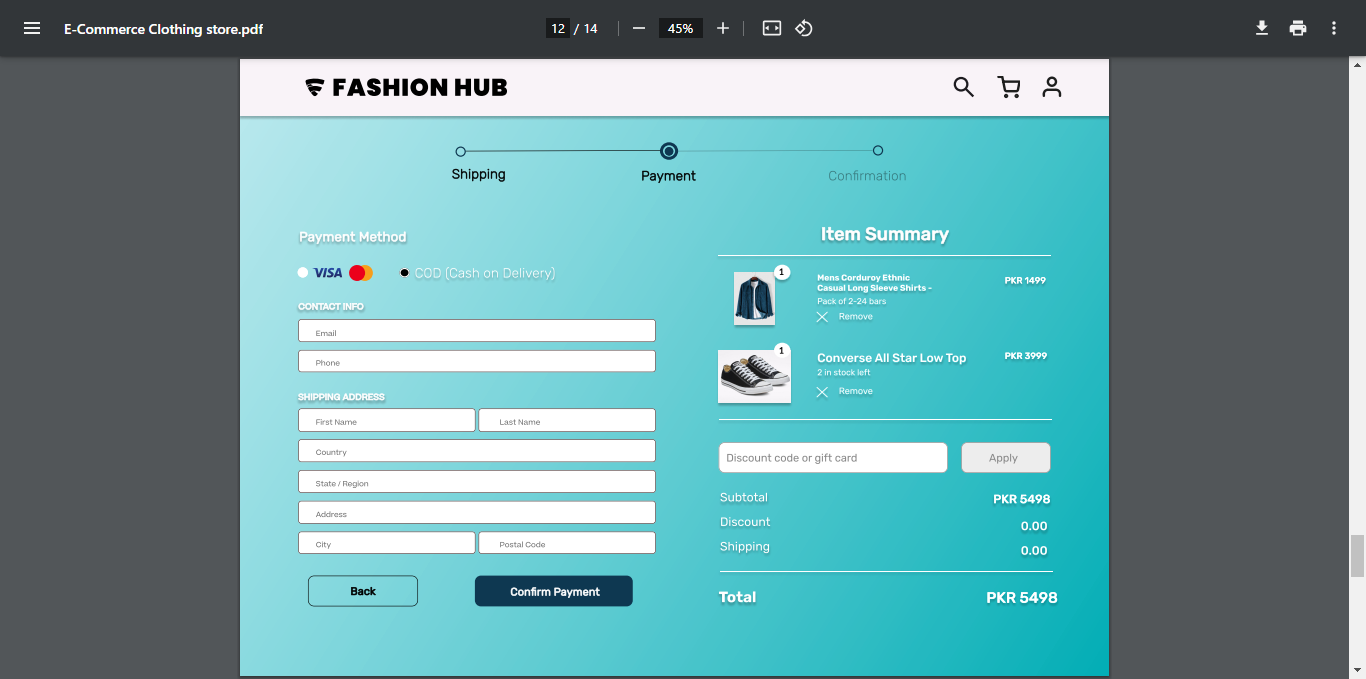 E-Commerce Clothing store.pdf
12 / 14
45%
FASHION HUB
Shipping
Payment
Confirmation
Payment Method
VISA
COD (Cash on Delivery)
CONTACT INFO
Email
Phone
SHIPPING ADDRESS
First Name
Last Name
Country
State / Region
Address
City
Postal Code
Back
Confirm Payment
Item Summary
1
Mens Corduroy Ethnic
Casual Long Sleeve Shirts -
PKR 1499
Pack of 2-24 bars
Remove
1
Converse All Star Low Top
PKR 3999
2 in stock left
Remove
Discount code or gift card
Apply
Subtotal
PKR 5498
Discount
0.00
Shipping
0.00
Total
PKR 5498